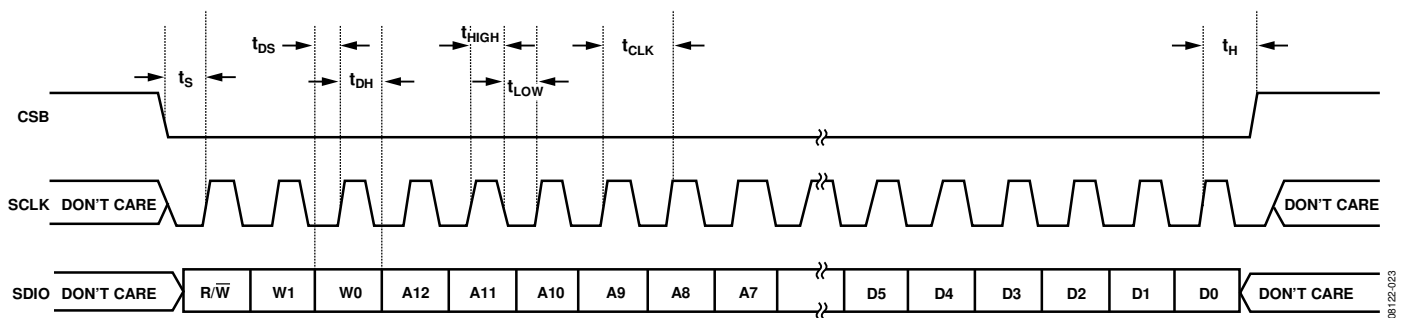 tDS
tHIGH
tCLK
tH
tS
tDH
tLOW
CSB
SCLK DON'T CARE
DON'T CARE
SDIO DON'T CARE R/W̅ W1 W0 A12 A11 A10 A9 A8 A7 D5 D4 D3 D2 D1 D0 DON'T CARE
08122-023